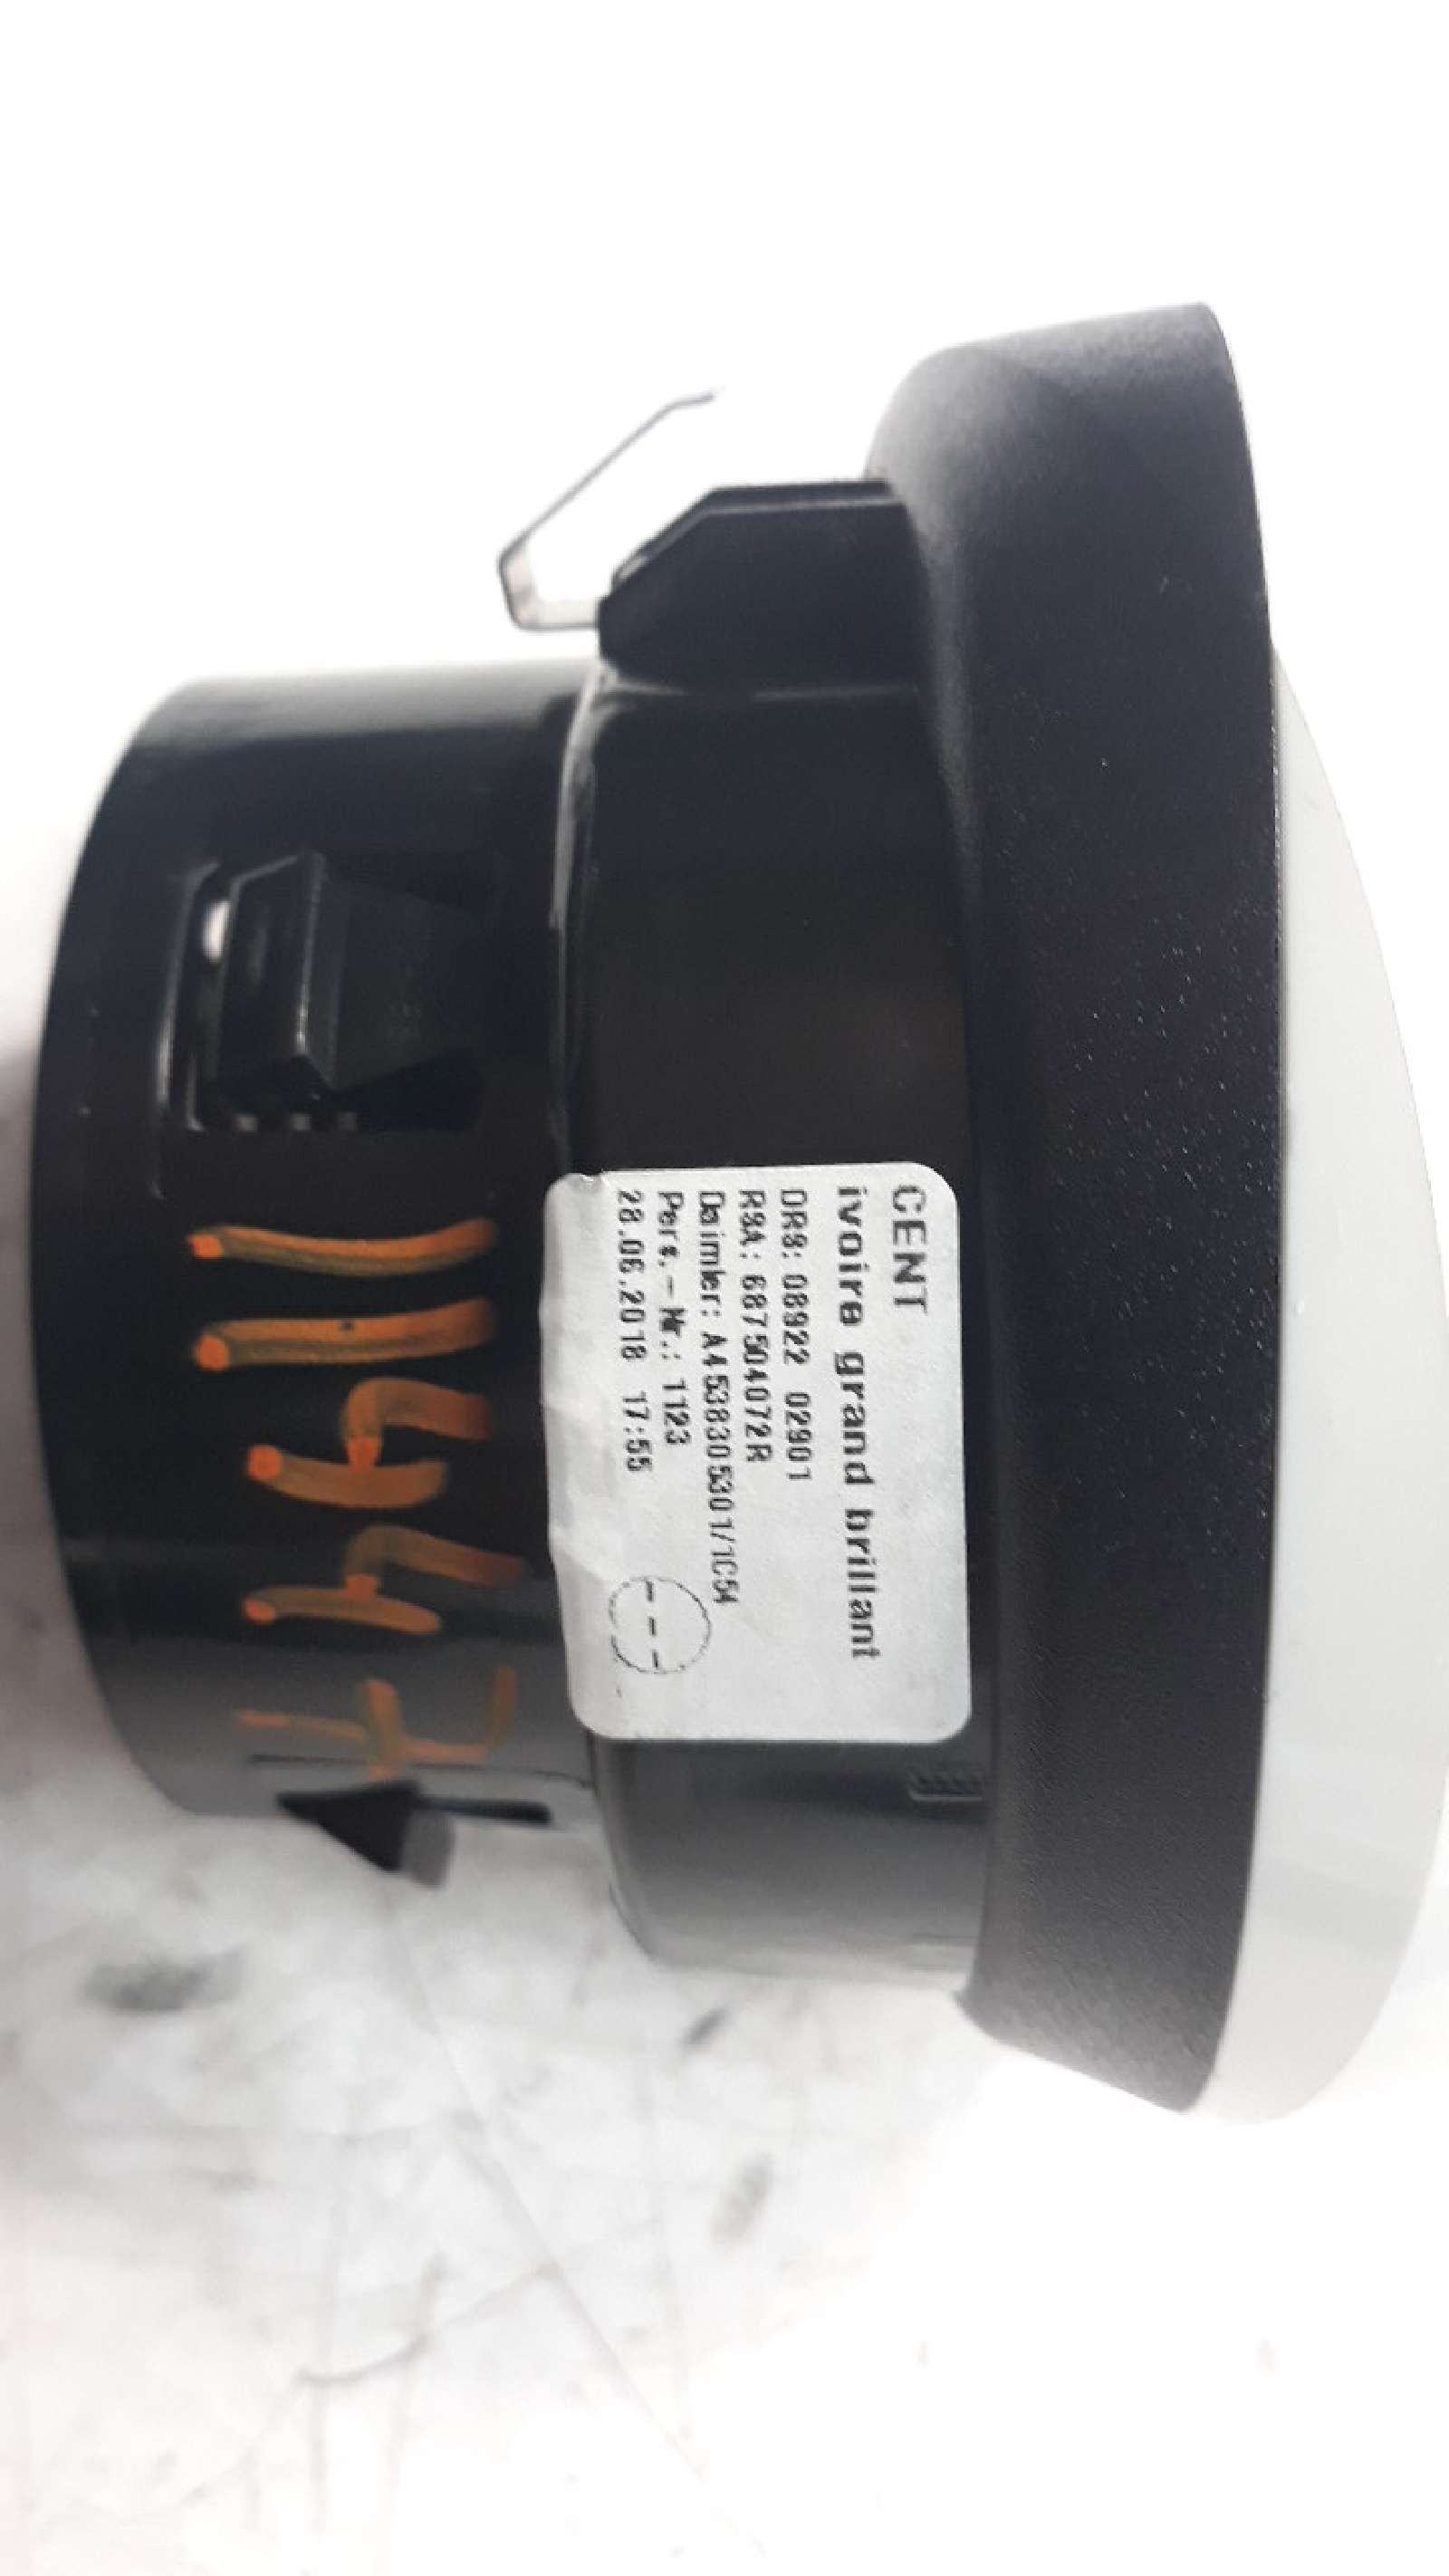 CENT
ivoire grand brillant
DRS: 08922 02901
RSA: 687504072R
Daimler: A4538305301/1C54
Pers.-Nr.: 1123
28.06.2018 17:55
---
11447